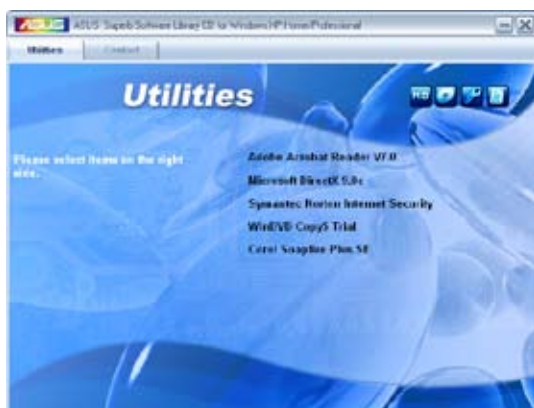 ASUS Superb Software Library CD for Windows XP Home/Professional
Utilities
Contact
Utilities
Please select items on the right
side.
Adobe Acrobat Reader V7.0
Microsoft DirectX 9.0c
Symantec Norton Internet Security
WinDVD Copy5 Trial
Corel Snapfire Plus SE